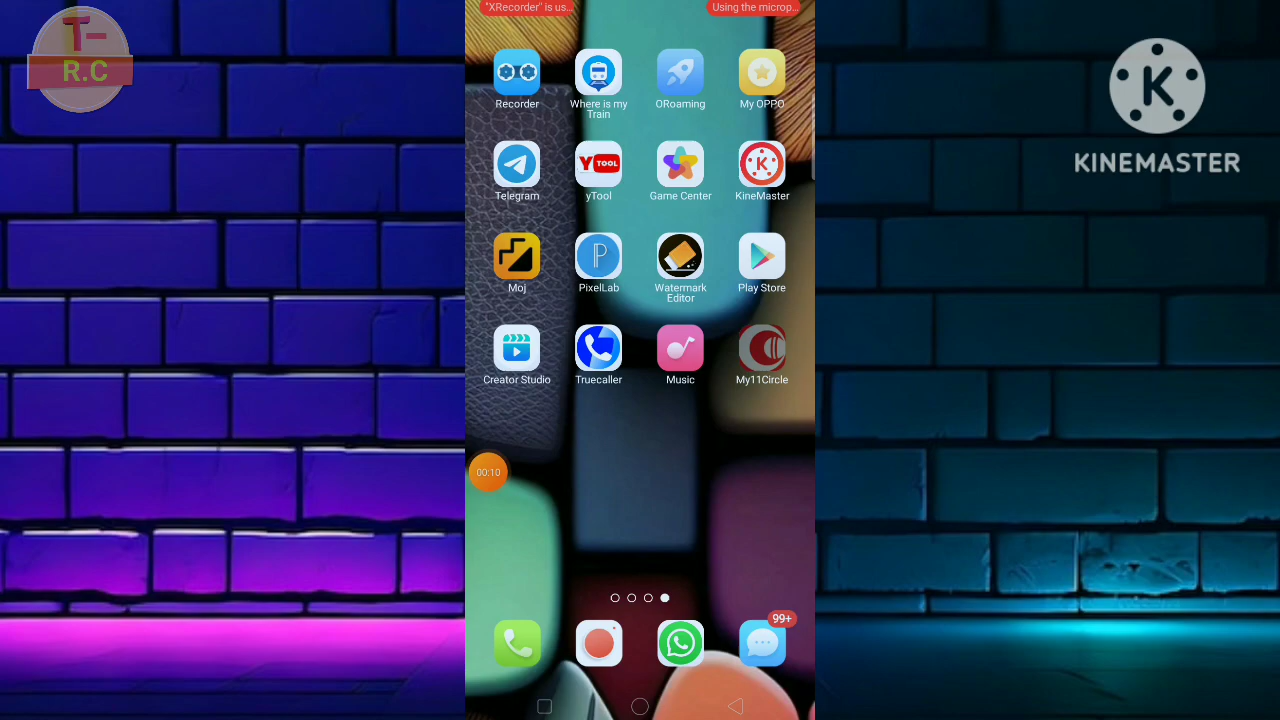 T-
R.C
"XRecorder" is us...
Using the microp...
K
KINEMASTER
Recorder
Where is my
Train
ORoaming
My OPPO
Y TOOL
K
Telegram
yTool
Game Center
KineMaster
P
Moj
PixelLab
Watermark
Editor
Play Store
Creator Studio
Truecaller
Music
My11Circle
00:10
99+